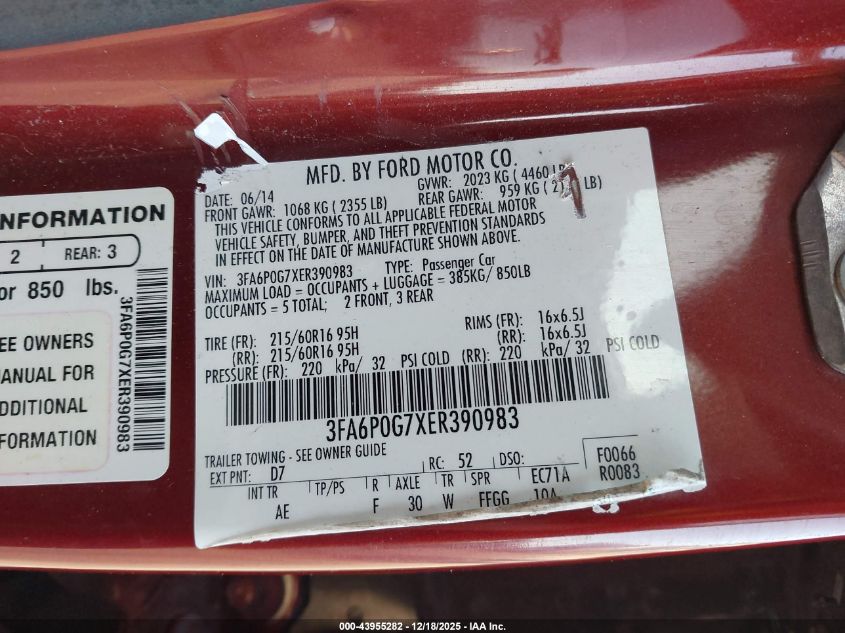 INFORMATION
2 REAR: 3
or 850 lbs.
SEE OWNERS
MANUAL FOR
ADDITIONAL
INFORMATION
3FA6P0G7XER390983
MFD. BY FORD MOTOR CO.
DATE: 06/14 GVWR: 2023 KG (4460 LB)
FRONT GAWR: 1068 KG (2355 LB) REAR GAWR: 959 KG ( LB)
THIS VEHICLE CONFORMS TO ALL APPLICABLE FEDERAL MOTOR
VEHICLE SAFETY, BUMPER, AND THEFT PREVENTION STANDARDS
IN EFFECT ON THE DATE OF MANUFACTURE SHOWN ABOVE.
VIN: 3FA6P0G7XER390983 TYPE: Passenger Car
MAXIMUM LOAD = OCCUPANTS + LUGGAGE = 385KG/ 850LB
OCCUPANTS = 5 TOTAL; 2 FRONT, 3 REAR
TIRE (FR): 215/60R16 95H RIMS (FR): 16x6.5J
(RR): 215/60R16 95H (RR): 16x6.5J
PRESSURE (FR): 220 kPa/ 32 PSI COLD (RR): 220 kPa/ 32 PSI COLD
3FA6P0G7XER390983
TRAILER TOWING - SEE OWNER GUIDE
EXT PNT: D7 RC: 52 DSO: F0066
R0083
INT TR TP/PS R AXLE TR SPR EC71A
AE F 30 W FFGG 10A
000-43955282 - 12/18/2025 - IAA Inc.